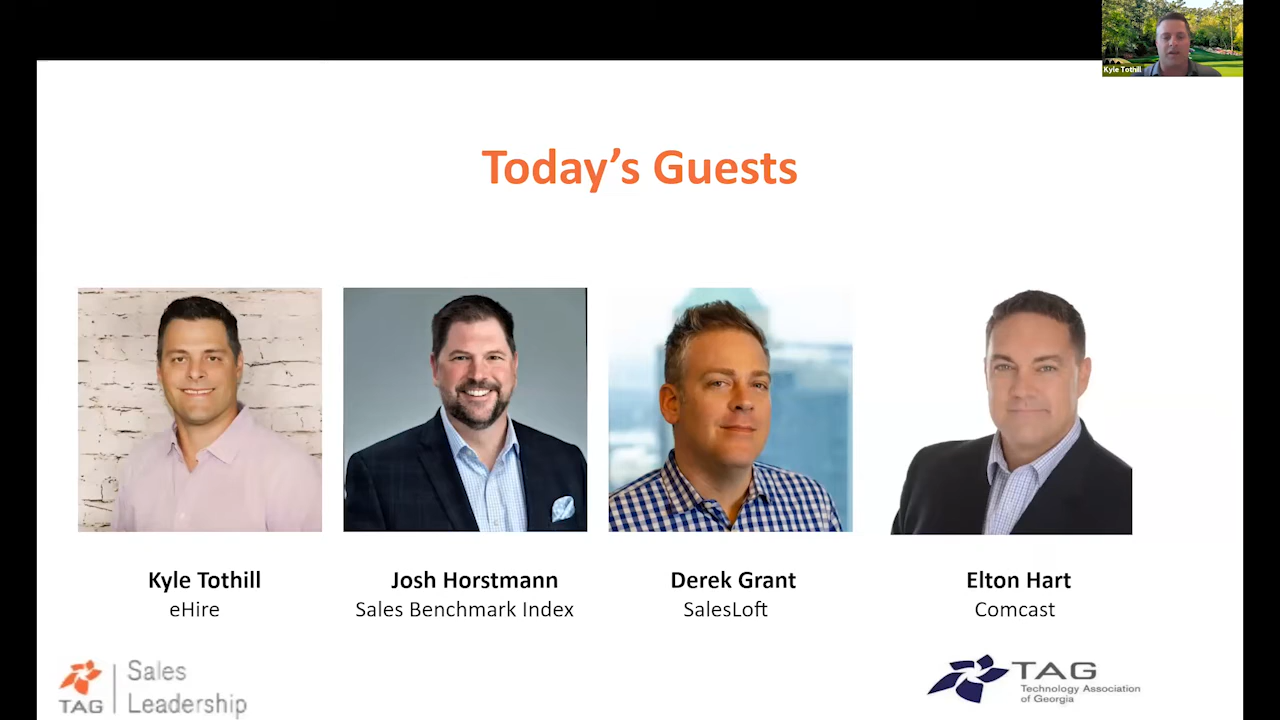 Kyle Tothill
Today's Guests
Kyle Tothill
eHire
Josh Horstmann
Sales Benchmark Index
Derek Grant
SalesLoft
Elton Hart
Comcast
TAG
Sales
Leadership
TAG
Technology Association
of Georgia